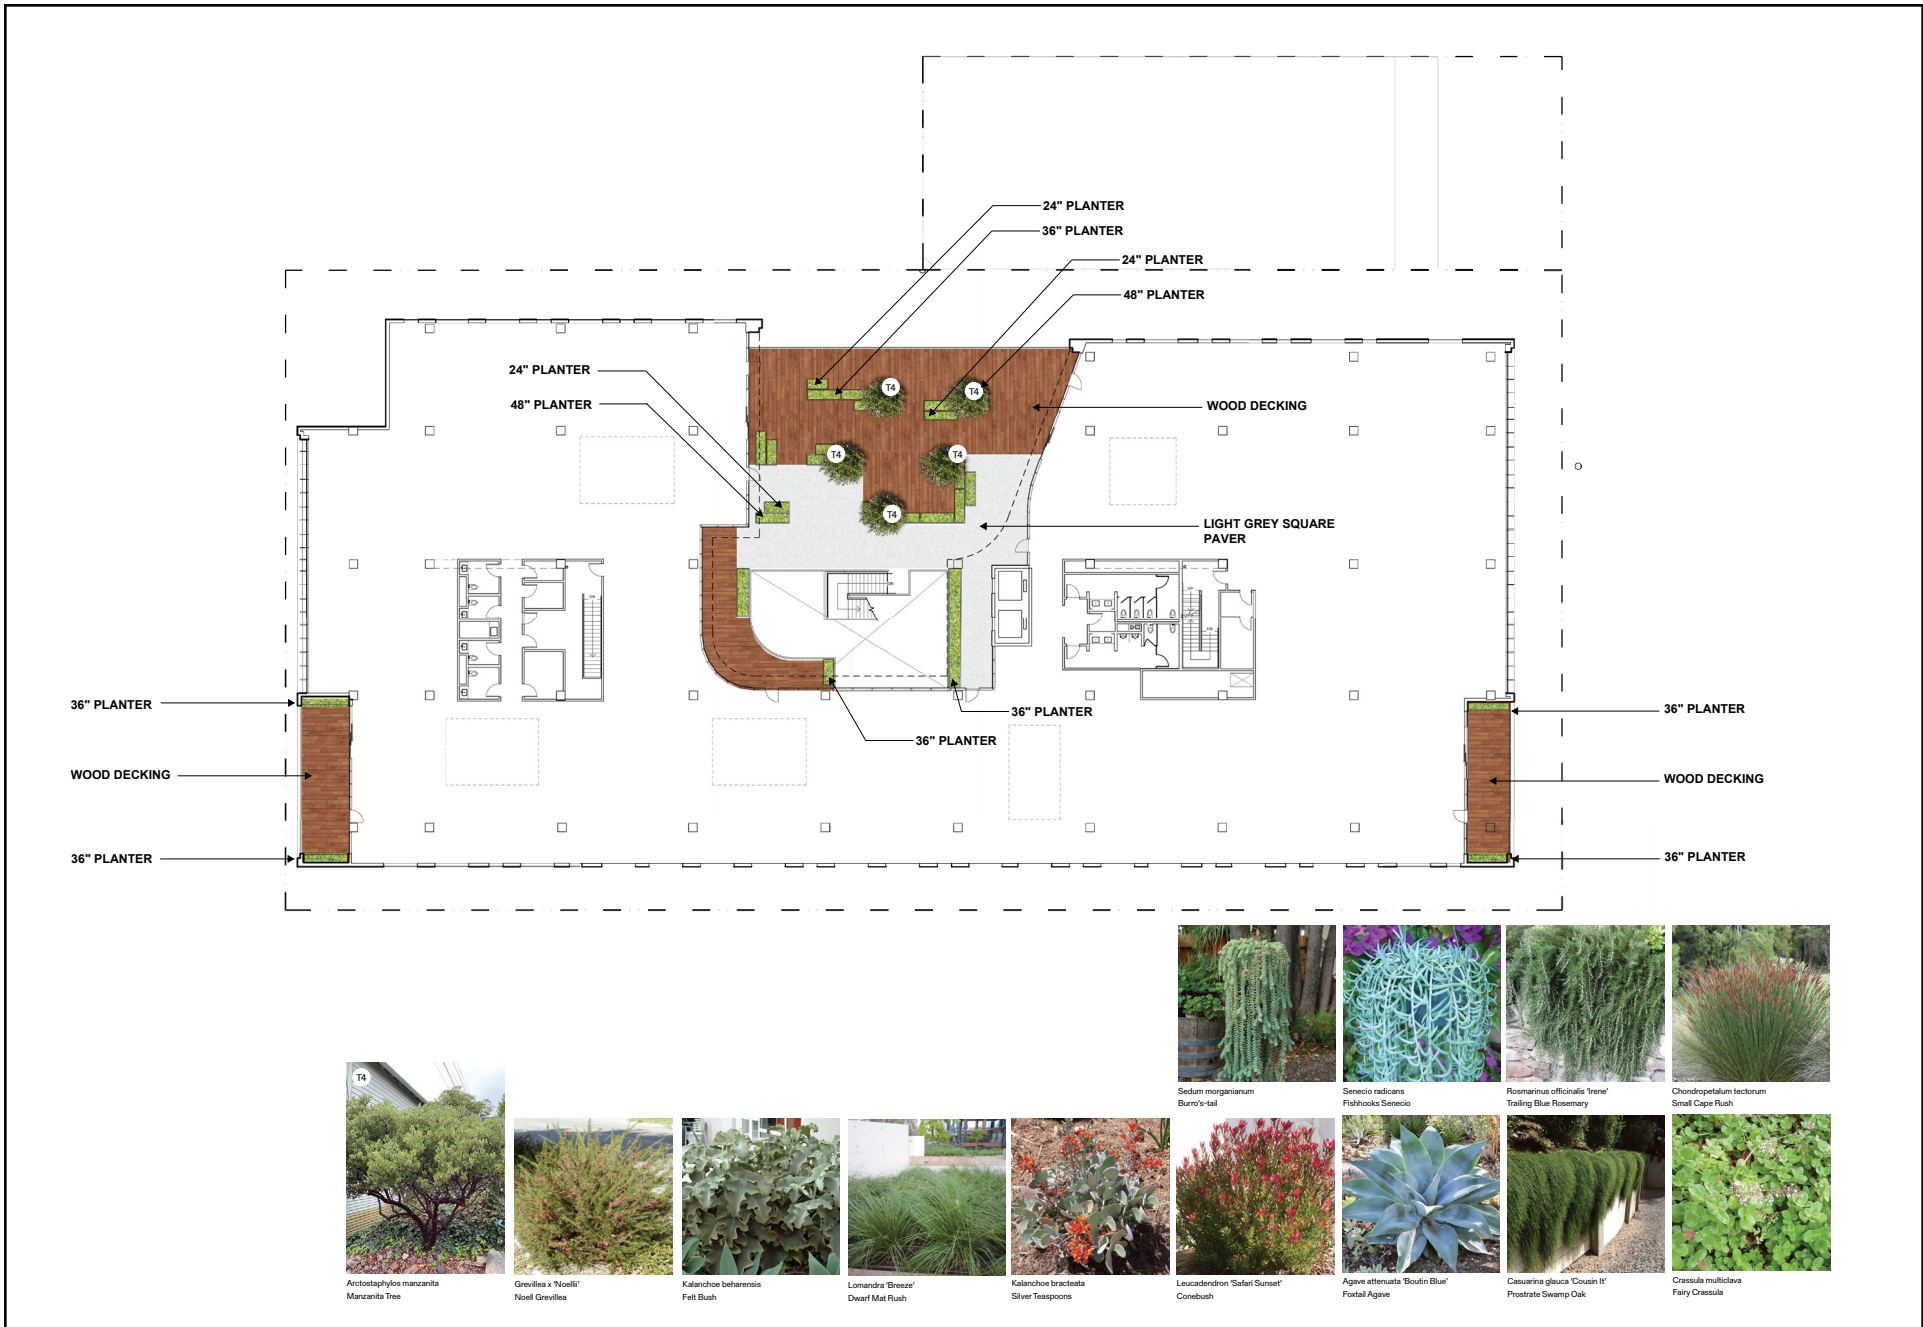 24" PLANTER
36" PLANTER
24" PLANTER
48" PLANTER
24" PLANTER
48" PLANTER
T4
T4
WOOD DECKING
T4
T4
T4
LIGHT GREY SQUARE
PAVER
36" PLANTER
36" PLANTER
36" PLANTER
36" PLANTER
WOOD DECKING
WOOD DECKING
36" PLANTER
36" PLANTER
Sedum morganianum
Burro's-tail
Senecio radicans
Fishhooks Senecio
Rosmarinus officinalis 'Irene'
Trailing Blue Rosemary
Chondropetalum tectorum
Small Cape Rush
T4
Arctostaphylos manzanita
Manzanita Tree
Grevillea x 'Noellii'
Noell Grevillea
Kalanchoe beharensis
Felt Bush
Lomandra 'Breeze'
Dwarf Mat Rush
Kalanchoe bracteata
Silver Teaspoons
Leucadendron 'Safari Sunset'
Conebush
Agave attenuata 'Boutin Blue'
Foxtail Agave
Casuarina glauca 'Cousin It'
Prostrate Swamp Oak
Crassula multiclava
Fairy Crassula